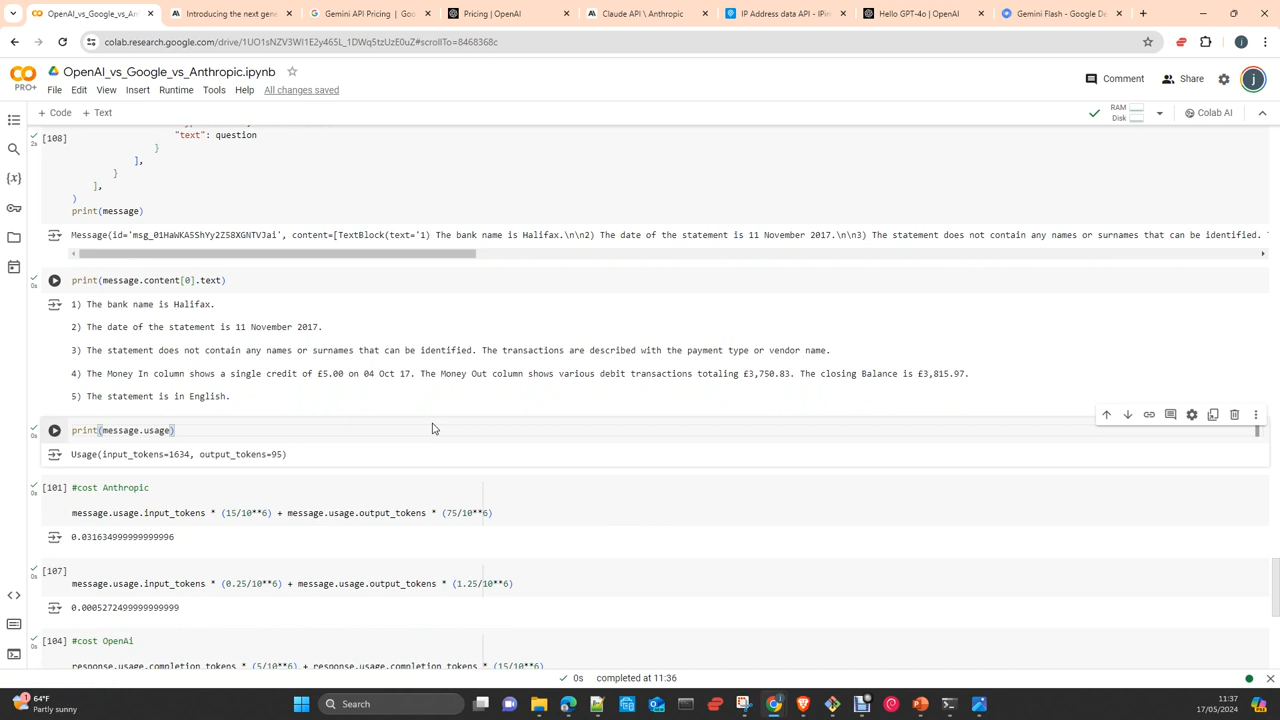 OpenAI_vs_Google_vs_An
Introducing the next gene
Gemini API Pricing | Goo
Pricing | OpenAI
Claude API \ Anthropic
IP Address data API - IPin
Hello GPT-4o | OpenAI
Gemini Flash - Google De
colab.research.google.com/drive/1UO1sNZV3WI1E2y465L_1DWq5tzUzE0uZ#scrollTo=8468368c
OpenAI_vs_Google_vs_Anthropic.ipynb
PRO+
File Edit View Insert Runtime Tools Help All changes saved
Comment Share
+ Code + Text
RAM
Disk
Colab AI
[108]
2s
"text": question
}
],
}
],
)
print(message)
Message(id='msg_01HaWKA5ShYy2Z58XGNTVJai', content=[TextBlock(text='1) The bank name is Halifax.\n\n2) The date of the statement is 11 November 2017.\n\n3) The statement does not contain any names or surnames that can be identified.
0s
print(message.content[0].text)
1) The bank name is Halifax.
2) The date of the statement is 11 November 2017.
3) The statement does not contain any names or surnames that can be identified. The transactions are described with the payment type or vendor name.
4) The Money In column shows a single credit of £5.00 on 04 Oct 17. The Money Out column shows various debit transactions totaling £3,750.83. The closing Balance is £3,815.97.
5) The statement is in English.
0s
print(message.usage)
Usage(input_tokens=1634, output_tokens=95)
[101] #cost Anthropic
0s
message.usage.input_tokens * (15/10**6) + message.usage.output_tokens * (75/10**6)
0.031634999999999996
[107]
0s
message.usage.input_tokens * (0.25/10**6) + message.usage.output_tokens * (1.25/10**6)
0.0005272499999999999
[104] #cost OpenAi
0s
response.usage.completion_tokens * (5/10**6) + response.usage.completion_tokens * (15/10**6)
0s completed at 11:36
64°F
Partly sunny
Search
11:37
17/05/2024